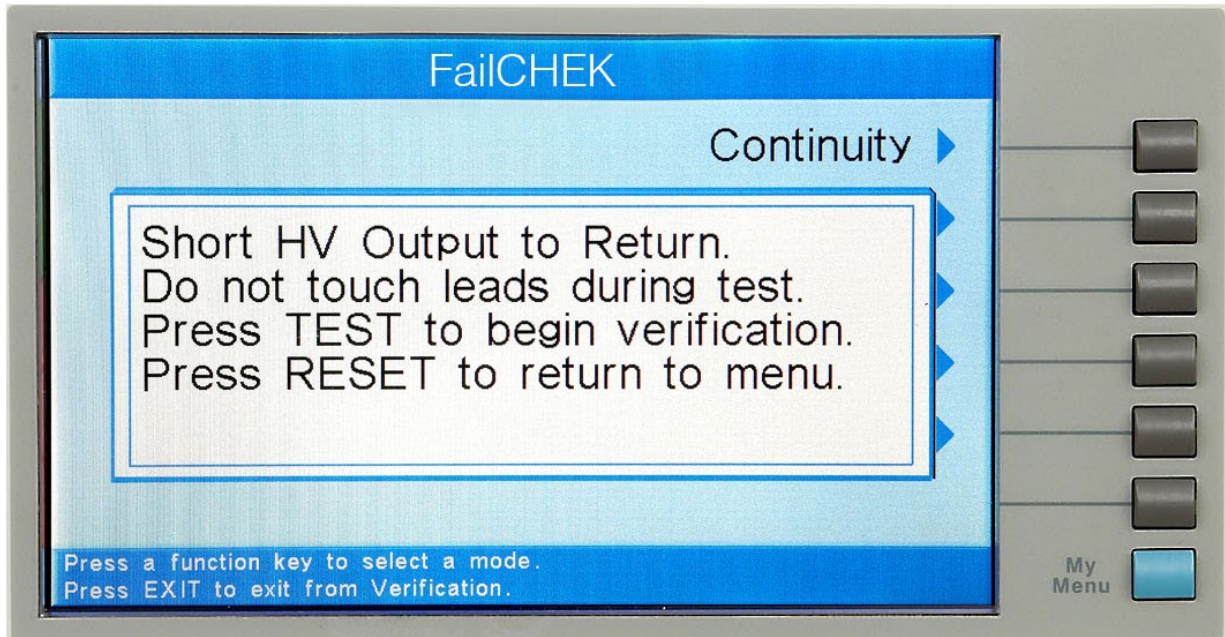 FailCHEK
Continuity
Short HV Output to Return.
Do not touch leads during test.
Press TEST to begin verification.
Press RESET to return to menu.
Press a function key to select a mode.
Press EXIT to exit from Verification.
My
Menu